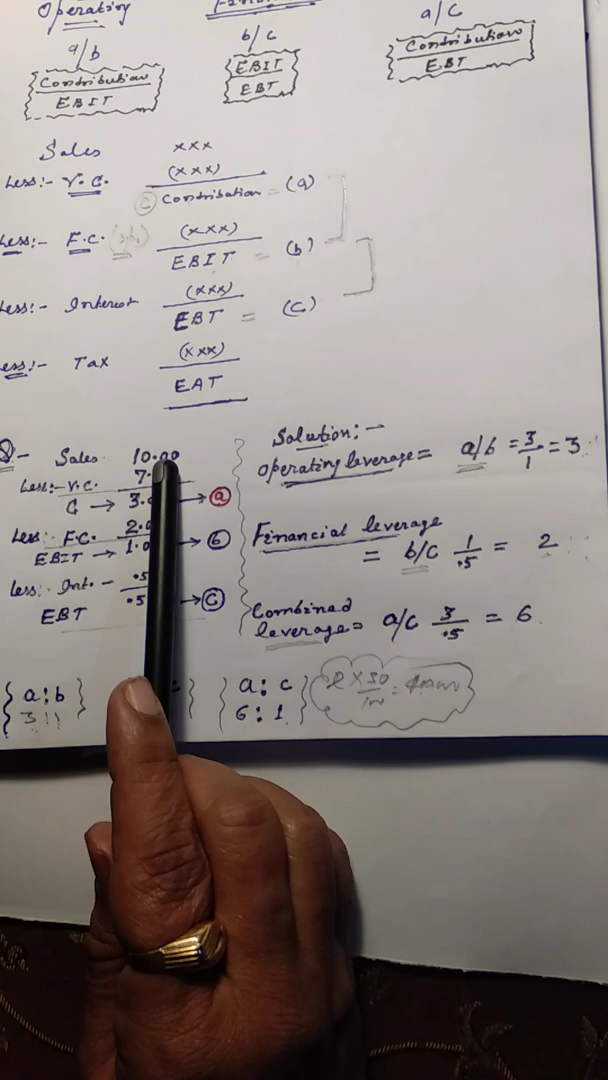 Operating
a/b
Contribution
EBIT
b/c
EBIT
EBT
a/c
Contribution
EBT
Sales xxx
Less:- V.C. (xxx)
© Contribution = (a)
Less:- F.C. (xxx)
EBIT = (b)
Less:- Interest (xxx)
EBT = (c)
Less:- Tax (xxx)
EAT
Q- Sales 10.00
Less:- V.C. 7.
C → 3. → a
Less: F.C. 2.0
EBIT → 1.0 → b
less: Int. - .5
EBT .5 → c
Solution:-
Operating leverage = a/b = 3/1 = 3
Financial leverage
= b/c 1/.5 = 2
Combined
leverage = a/c 3/.5 = 6
a:b
3:1
a:c
6:1